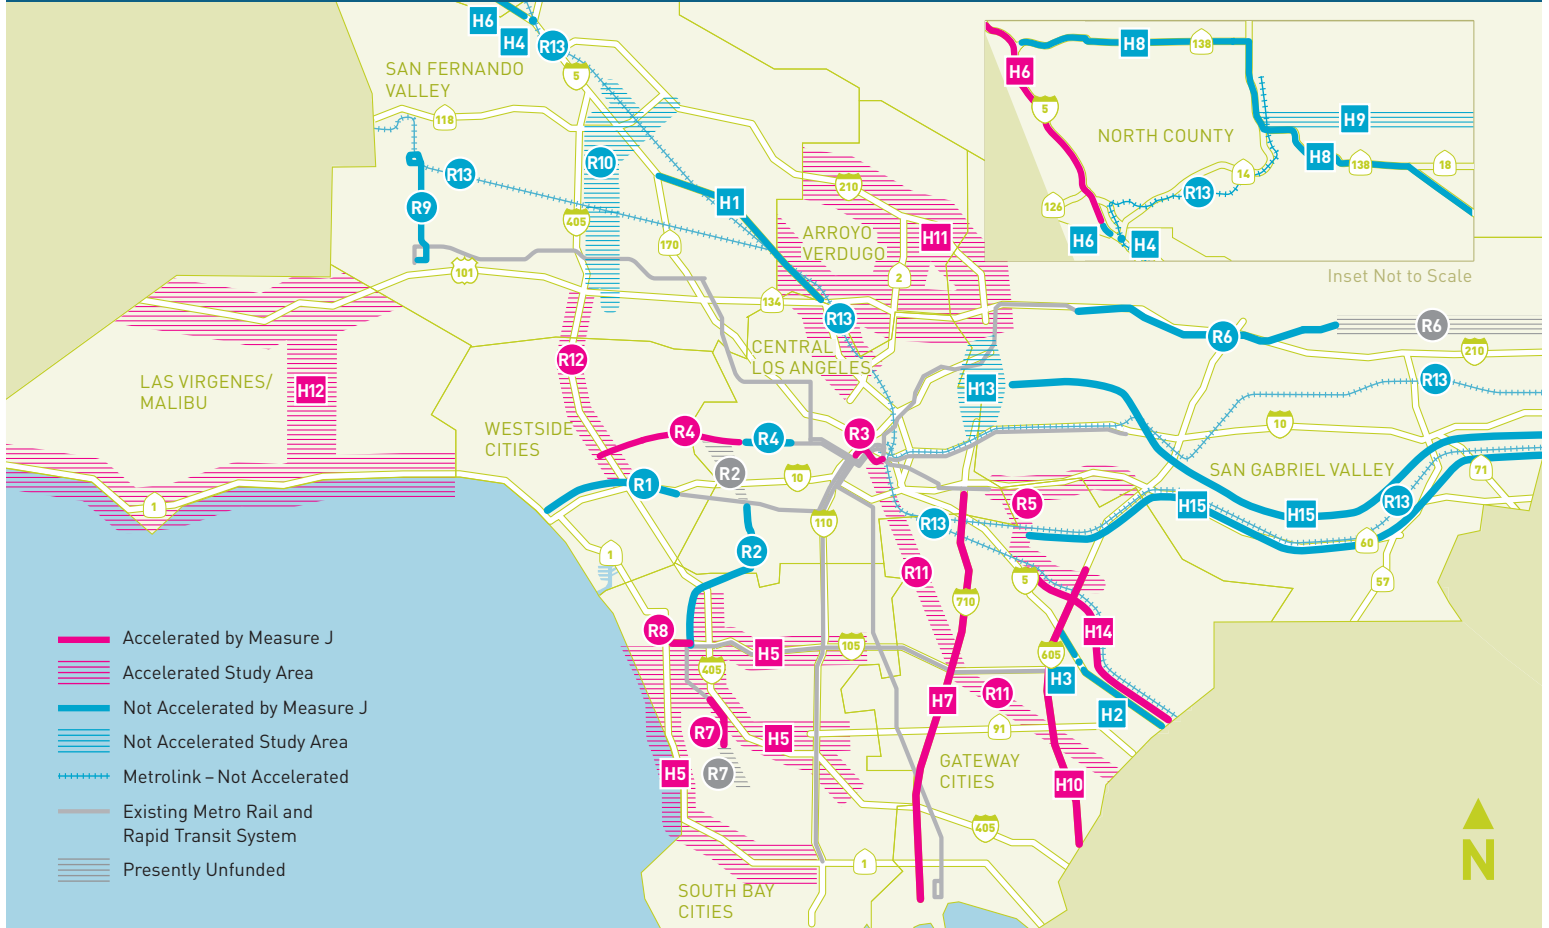 H6
H4
R13
SAN FERNANDO
VALLEY
5
118
R13
R10
R9
405
H1
170
101
210
ARROYO
VERDUGO
H11
2
134
R13
CENTRAL
LOS ANGELES
H6
5
H8
138
NORTH COUNTY
H9
H8
138
18
14
R13
126
H6
H4
Inset Not to Scale
R6
R6
210
R13
LAS VIRGENES/
MALIBU
H12
R12
H13
WESTSIDE
CITIES
R4
R4
R3
10
R2
10
SAN GABRIEL VALLEY
71
R1
1
110
R5
R13
H15
H15
R13
60
1
R2
R11
5
57
710
R8
H5
105
405
H14
605
H3
H7
R11
H2
R7
H5
91
R7
H5
GATEWAY
CITIES
H10
405
1
SOUTH BAY
CITIES
Accelerated by Measure J
Accelerated Study Area
Not Accelerated by Measure J
Not Accelerated Study Area
Metrolink – Not Accelerated
Existing Metro Rail and
Rapid Transit System
Presently Unfunded
N